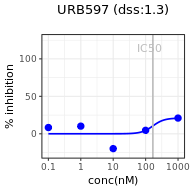 URB597 (dss:1.3)
IC50
% inhibition
100
50
0
0.1 1 10 100 1000
conc(nM)